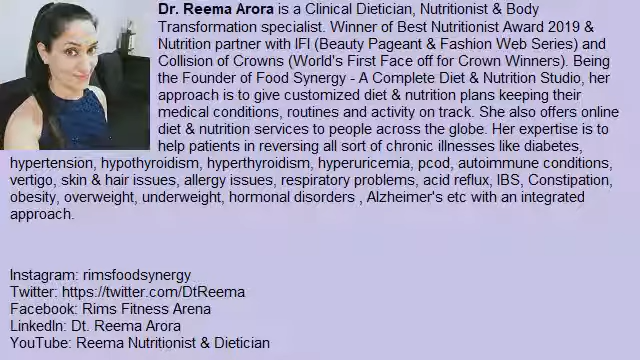 Dr. Reema Arora is a Clinical Dietician, Nutritionist & Body
Transformation specialist. Winner of Best Nutritionist Award 2019 &
Nutrition partner with IFI (Beauty Pageant & Fashion Web Series) and
Collision of Crowns (World's First Face off for Crown Winners). Being
the Founder of Food Synergy - A Complete Diet & Nutrition Studio, her
approach is to give customized diet & nutrition plans keeping their
medical conditions, routines and activity on track. She also offers online
diet & nutrition services to people across the globe. Her expertise is to
help patients in reversing all sort of chronic illnesses like diabetes,
hypertension, hypothyroidism, hyperthyroidism, hyperuricemia, pcod, autoimmune conditions,
vertigo, skin & hair issues, allergy issues, respiratory problems, acid reflux, IBS, Constipation,
obesity, overweight, underweight, hormonal disorders , Alzheimer's etc with an integrated
approach.
Instagram: rimsfoodsynergy
Twitter: https://twitter.com/DtReema
Facebook: Rims Fitness Arena
LinkedIn: Dt. Reema Arora
YouTube: Reema Nutritionist & Dietician